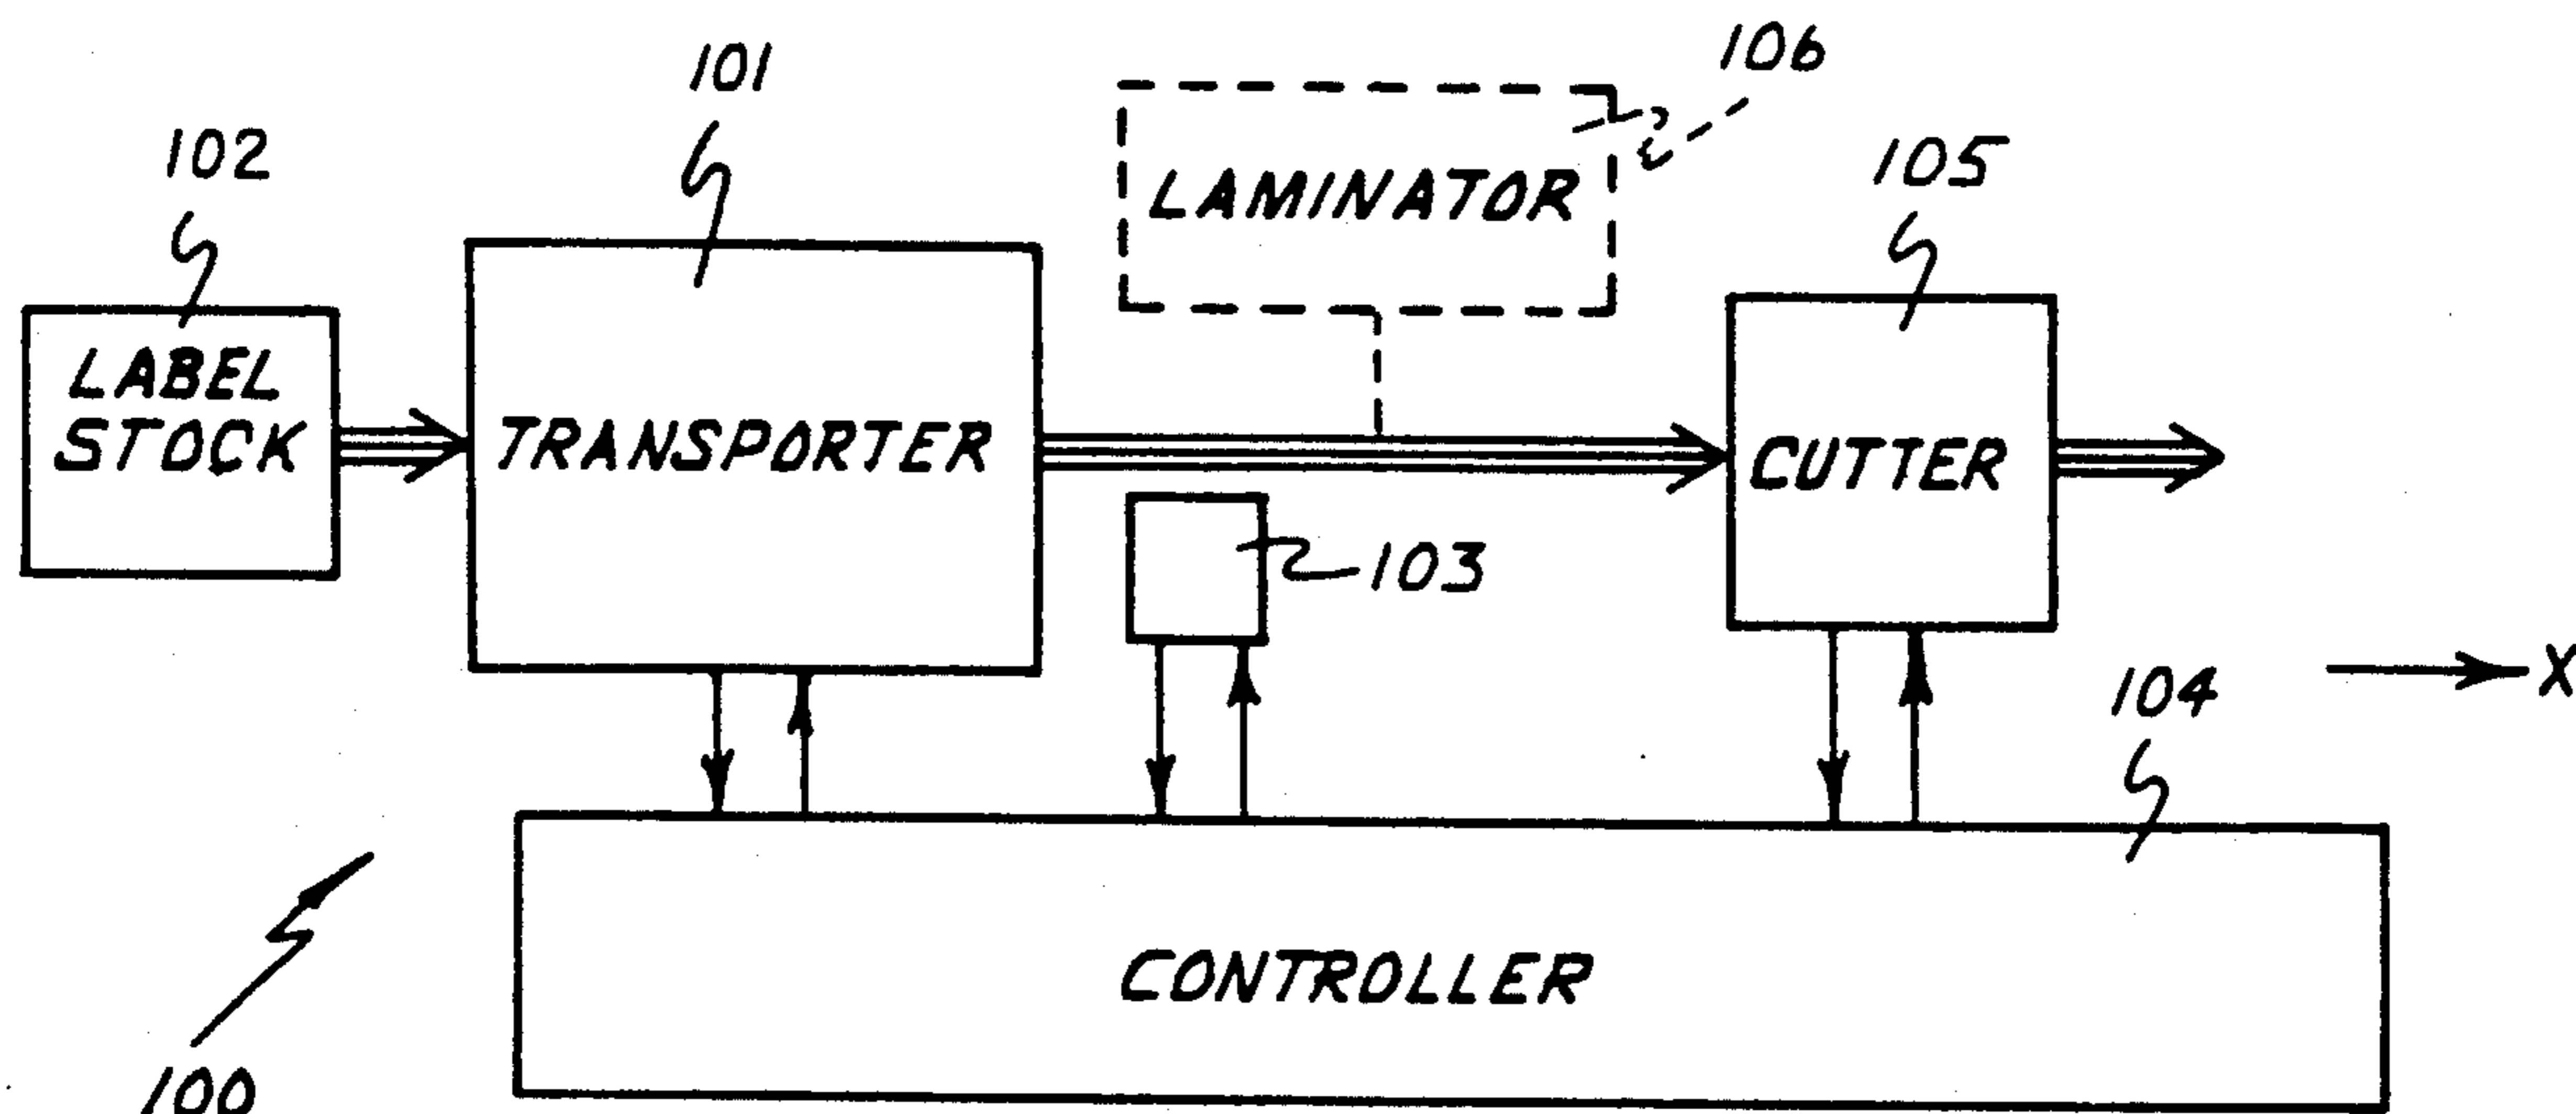 101
106
102
LAMINATOR
105
LABEL
STOCK
TRANSPORTER
CUTTER
103
X
104
CONTROLLER
100